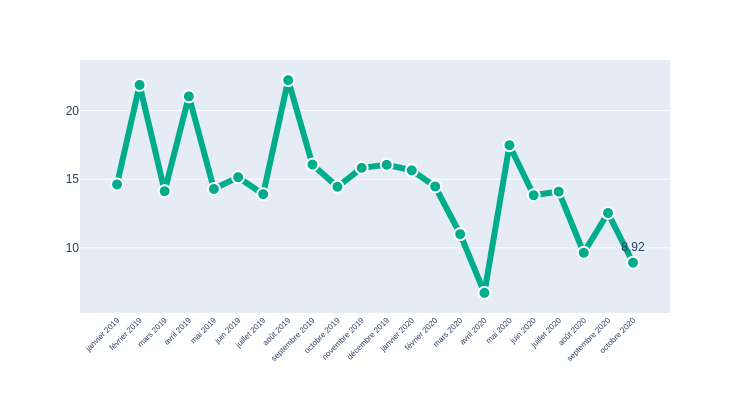 20
15
10
8.92
janvier 2019
février 2019
mars 2019
avril 2019
mai 2019
juin 2019
juillet 2019
août 2019
septembre 2019
octobre 2019
novembre 2019
décembre 2019
janvier 2020
février 2020
mars 2020
avril 2020
mai 2020
juin 2020
juillet 2020
août 2020
septembre 2020
octobre 2020